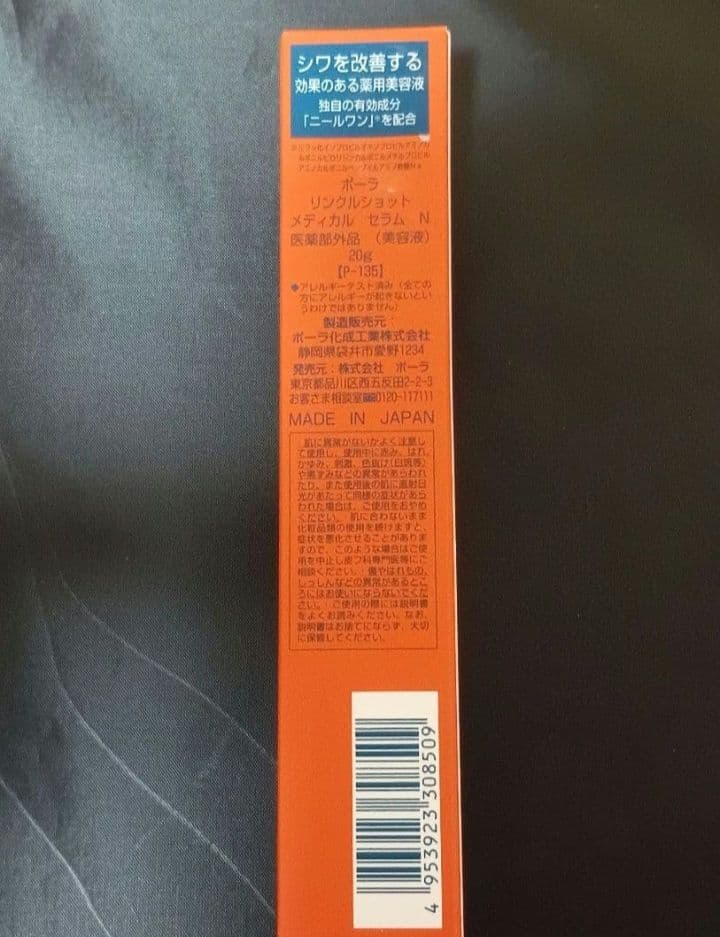 シワを改善する
効果のある薬用美容液
独自の有効成分
「ニールワン」®を配合
ポーラ
リンクルショット
メディカル セラム N
医薬部外品 （美容液）
20g
【P-135】
◆アレルギーテスト済み（全ての
方にアレルギーが起きないとい
うわけではありません）
製造販売元：
ポーラ化成工業株式会社
静岡県袋井市愛野1234
発売元：株式会社 ポーラ
東京都品川区西五反田2-2-3
お客さま相談室 0120-117111
MADE IN JAPAN
肌に異常がないかよく注意し
て使用し、使用中に赤み、はれ、
かゆみ、刺激、色抜け（白斑等）
や黒ずみなどの異常があらわれ
たり、また使用後の肌に直射日
光があたって同様の症状があら
われた場合は、ご使用をおやめ
ください。 肌に合わないまま
化粧品類の使用を続けますと、
症状を悪化させることがありま
すので、このような場合はご使
用を中止し皮フ科専門医等にご
相談ください。 傷やはれもの、
しっしんなどの異常があるとこ
ろにはお使いにならないでくだ
さい。 ご使用の際には説明書
をよくお読みください。なお、
説明書はお捨てにならず、大切
に保管してください。
4 953923 308509